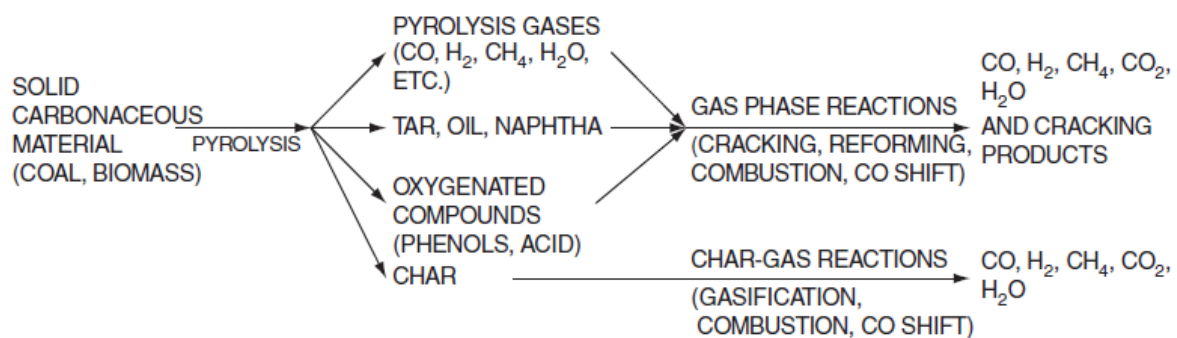 SOLID
CARBONACEOUS
MATERIAL
(COAL, BIOMASS)
PYROLYSIS
PYROLYSIS GASES
(CO, H₂, CH₄, H₂O,
ETC.)
TAR, OIL, NAPHTHA
OXYGENATED
COMPOUNDS
(PHENOLS, ACID)
CHAR
GAS PHASE REACTIONS
(CRACKING, REFORMING,
COMBUSTION, CO SHIFT)
CO, H₂, CH₄, CO₂,
H₂O
AND CRACKING
PRODUCTS
CHAR-GAS REACTIONS
(GASIFICATION,
COMBUSTION, CO SHIFT)
CO, H₂, CH₄, CO₂,
H₂O